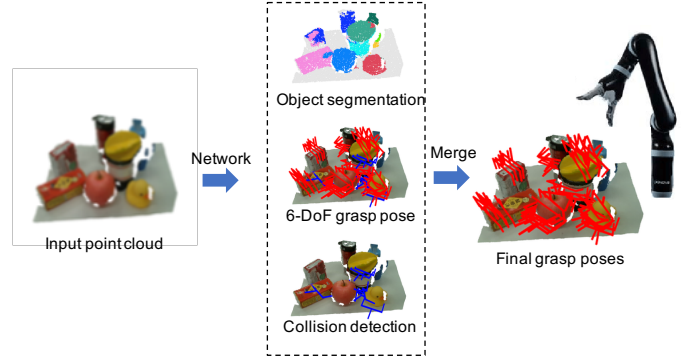 Object segmentation
Network
6-DoF grasp pose
Merge
Input point cloud
Final grasp poses
Collision detection